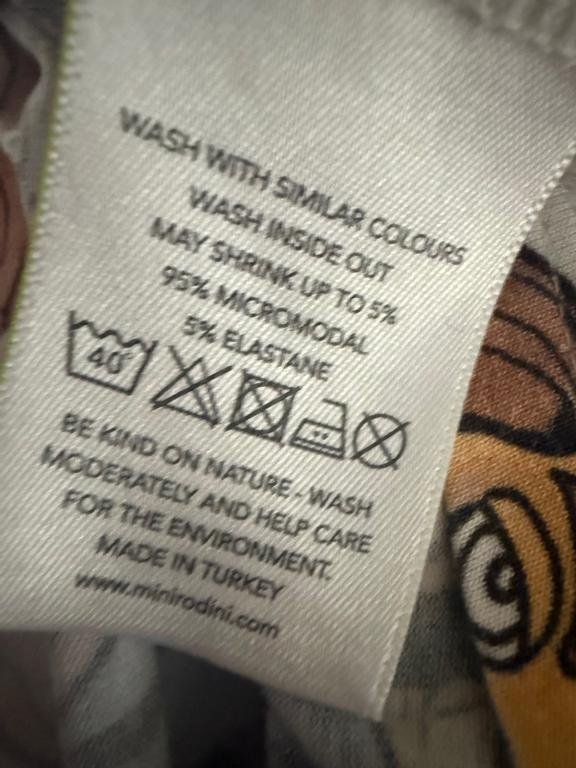 WASH WITH SIMILAR COLOURS
WASH INSIDE OUT
MAY SHRINK UP TO 5%
95% MICROMODAL
5% ELASTANE
40°
BE KIND ON NATURE - WASH
MODERATELY AND HELP CARE
FOR THE ENVIRONMENT.
MADE IN TURKEY
www.minirodini.com